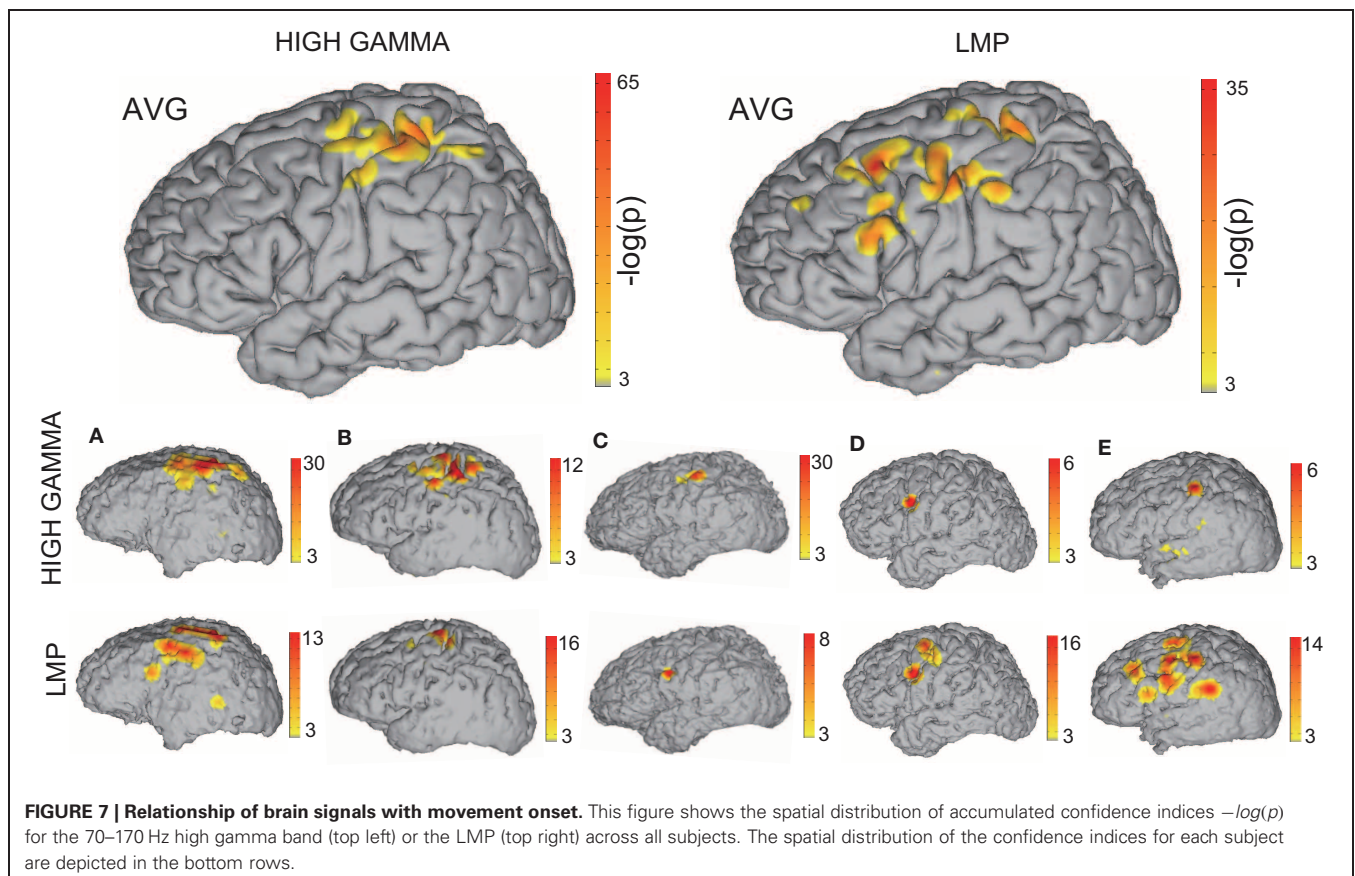 HIGH GAMMA
LMP
AVG
65
-log(p)
3
AVG
35
-log(p)
3
HIGH GAMMA
A
30
3
B
12
3
C
30
3
D
6
3
E
6
3
LMP
13
3
16
3
8
3
16
3
14
3
FIGURE 7 | Relationship of brain signals with movement onset. This figure shows the spatial distribution of accumulated confidence indices −log(p)
for the 70–170 Hz high gamma band (top left) or the LMP (top right) across all subjects. The spatial distribution of the confidence indices for each subject
are depicted in the bottom rows.